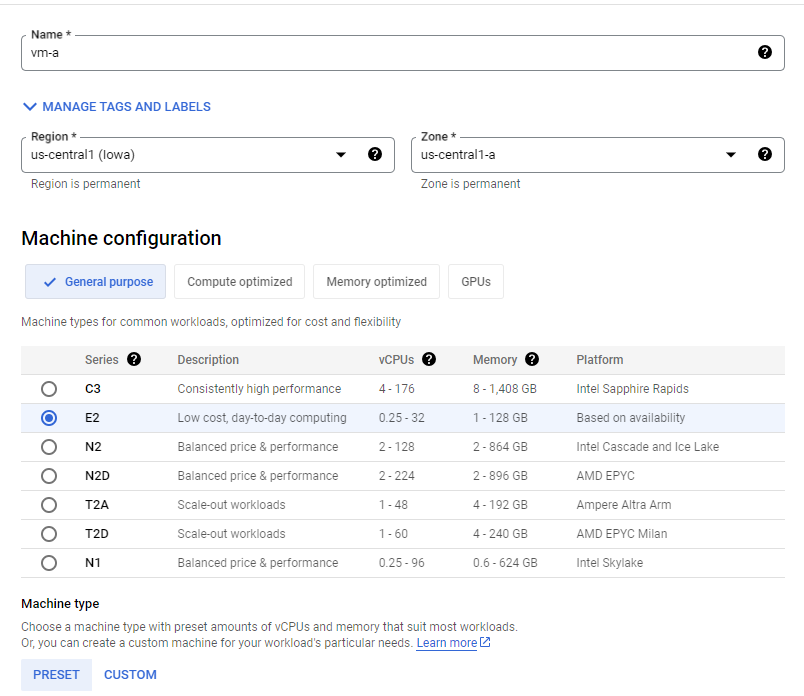 Name *
vm-a
MANAGE TAGS AND LABELS
Region * Zone *
us-central1 (Iowa) us-central1-a
Region is permanent Zone is permanent
Machine configuration
General purpose Compute optimized Memory optimized GPUs
Machine types for common workloads, optimized for cost and flexibility
Series Description vCPUs Memory Platform
C3 Consistently high performance 4 - 176 8 - 1,408 GB Intel Sapphire Rapids
E2 Low cost, day-to-day computing 0.25 - 32 1 - 128 GB Based on availability
N2 Balanced price & performance 2 - 128 2 - 864 GB Intel Cascade and Ice Lake
N2D Balanced price & performance 2 - 224 2 - 896 GB AMD EPYC
T2A Scale-out workloads 1 - 48 4 - 192 GB Ampere Altra Arm
T2D Scale-out workloads 1 - 60 4 - 240 GB AMD EPYC Milan
N1 Balanced price & performance 0.25 - 96 0.6 - 624 GB Intel Skylake
Machine type
Choose a machine type with preset amounts of vCPUs and memory that suit most workloads.
Or, you can create a custom machine for your workload's particular needs. Learn more
PRESET CUSTOM